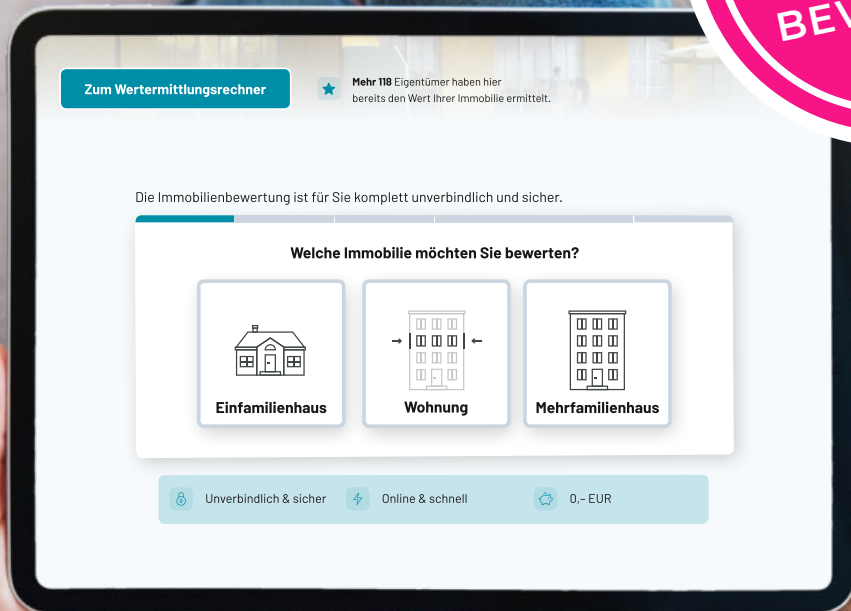 Zum Wertermittlungsrechner
Mehr 118 Eigentümer haben hier
bereits den Wert Ihrer Immobilie ermittelt.
Die Immobilienbewertung ist für Sie komplett unverbindlich und sicher.
Welche Immobilie möchten Sie bewerten?
Einfamilienhaus
Wohnung
Mehrfamilienhaus
Unverbindlich & sicher
Online & schnell
0,- EUR